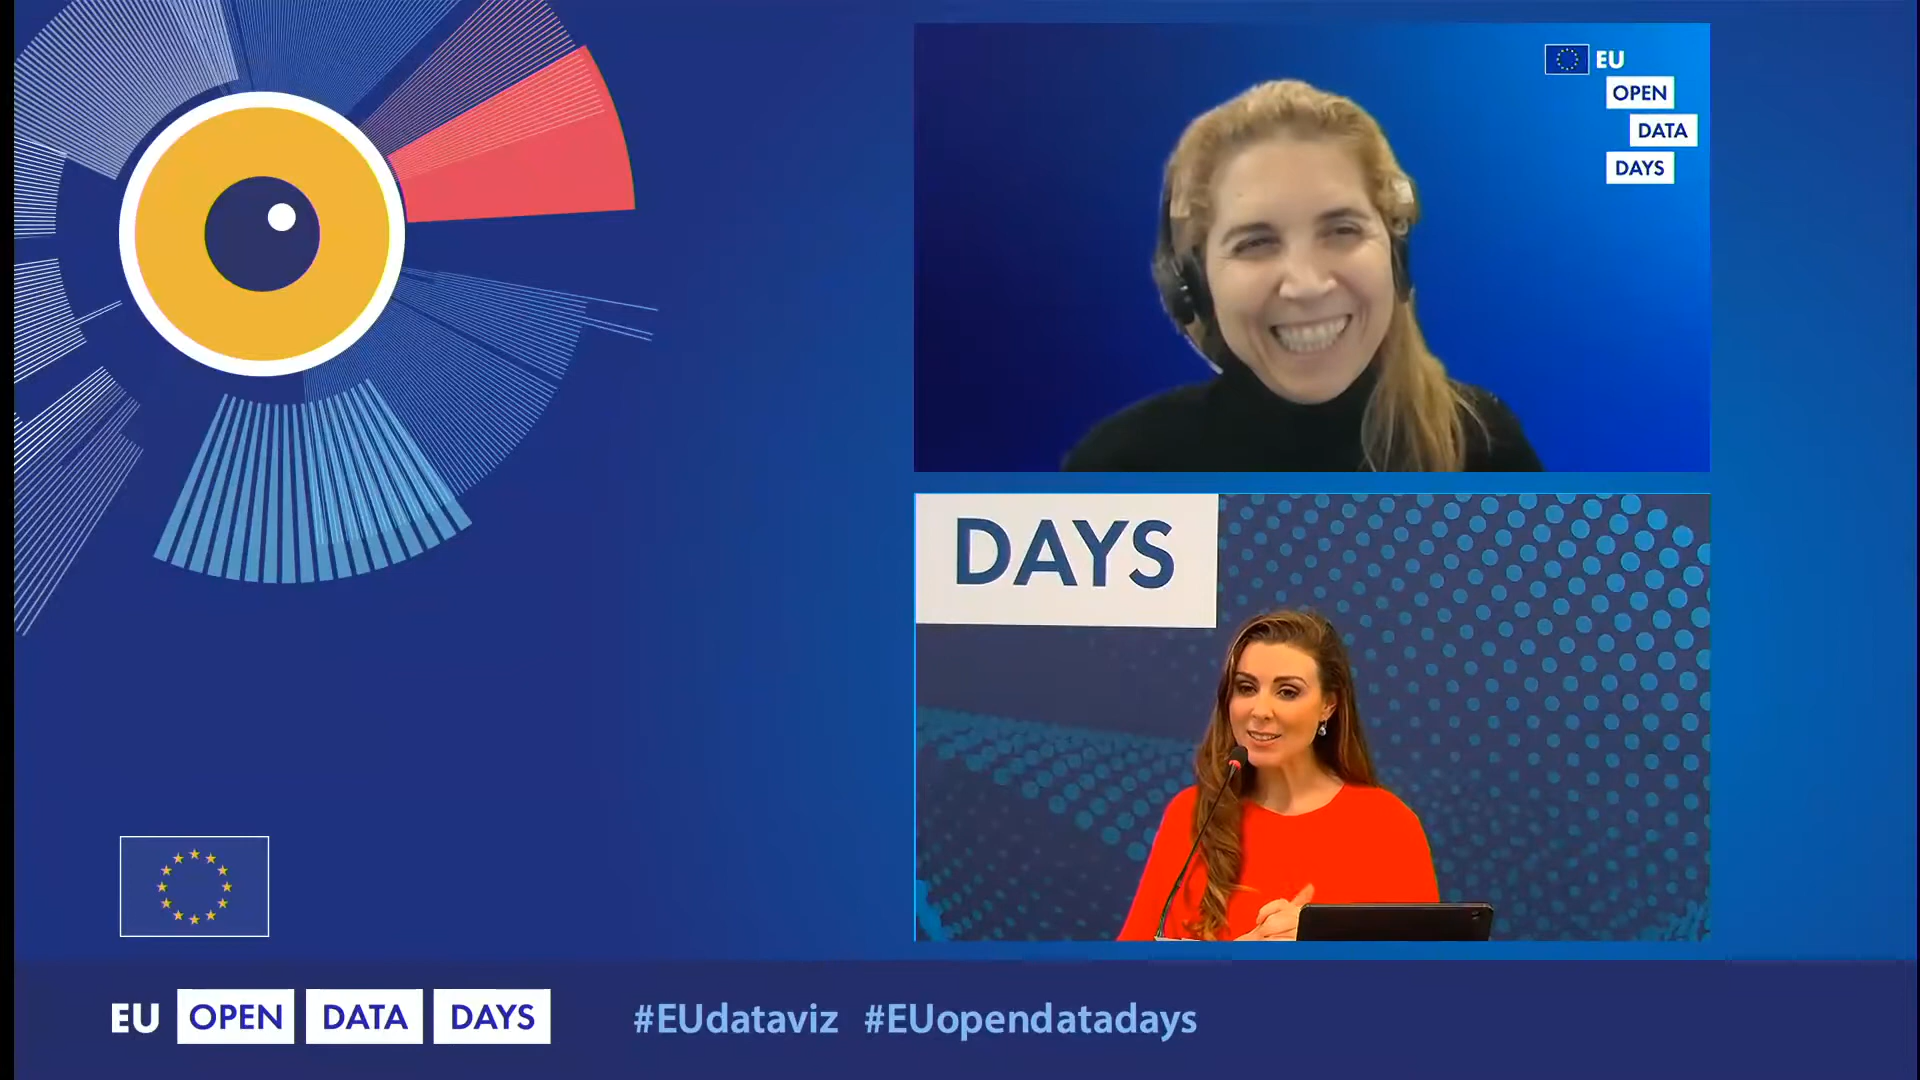 EU
OPEN
DATA
DAYS
DAYS
EU OPEN DATA DAYS #EUdataviz #EUopendatadays